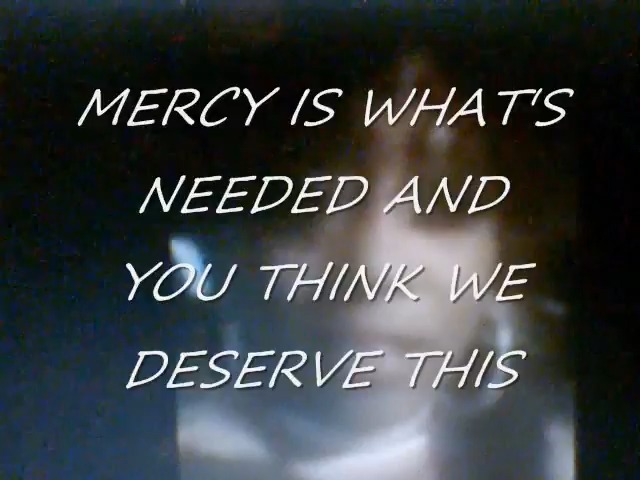 MERCY IS WHAT'S
NEEDED AND
YOU THINK WE
DESERVE THIS